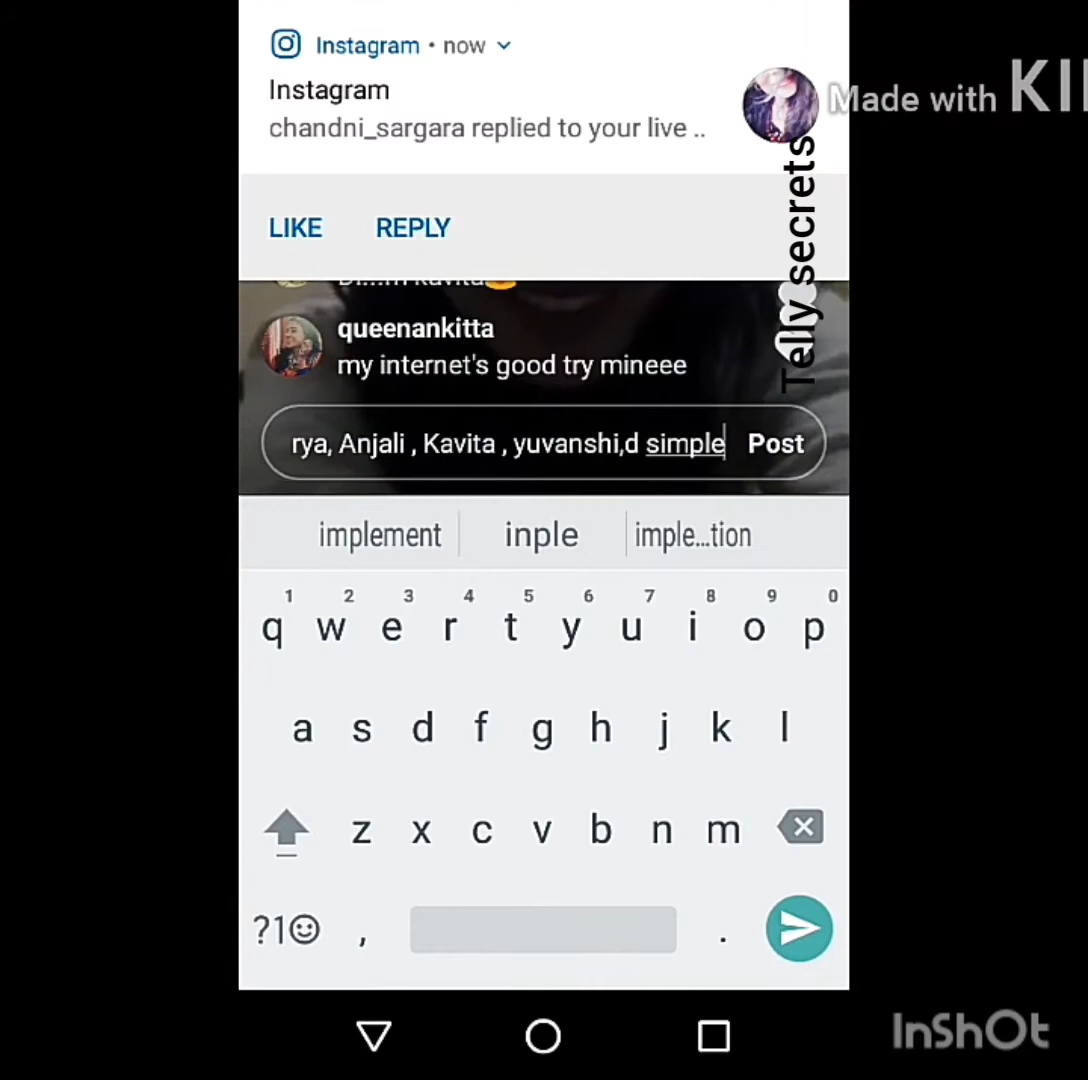 Instagram • now
Instagram
chandni_sargara replied to your live ..
Made with KI
LIKE REPLY
Telly secrets
queenankitta
my internet's good try mineee
rya, Anjali , Kavita , yuvanshi,d simple Post
implement inple imple...tion
1 2 3 4 5 6 7 8 9 0
q w e r t y u i o p
a s d f g h j k l
z x c v b n m
?1☺ , .
InShOt